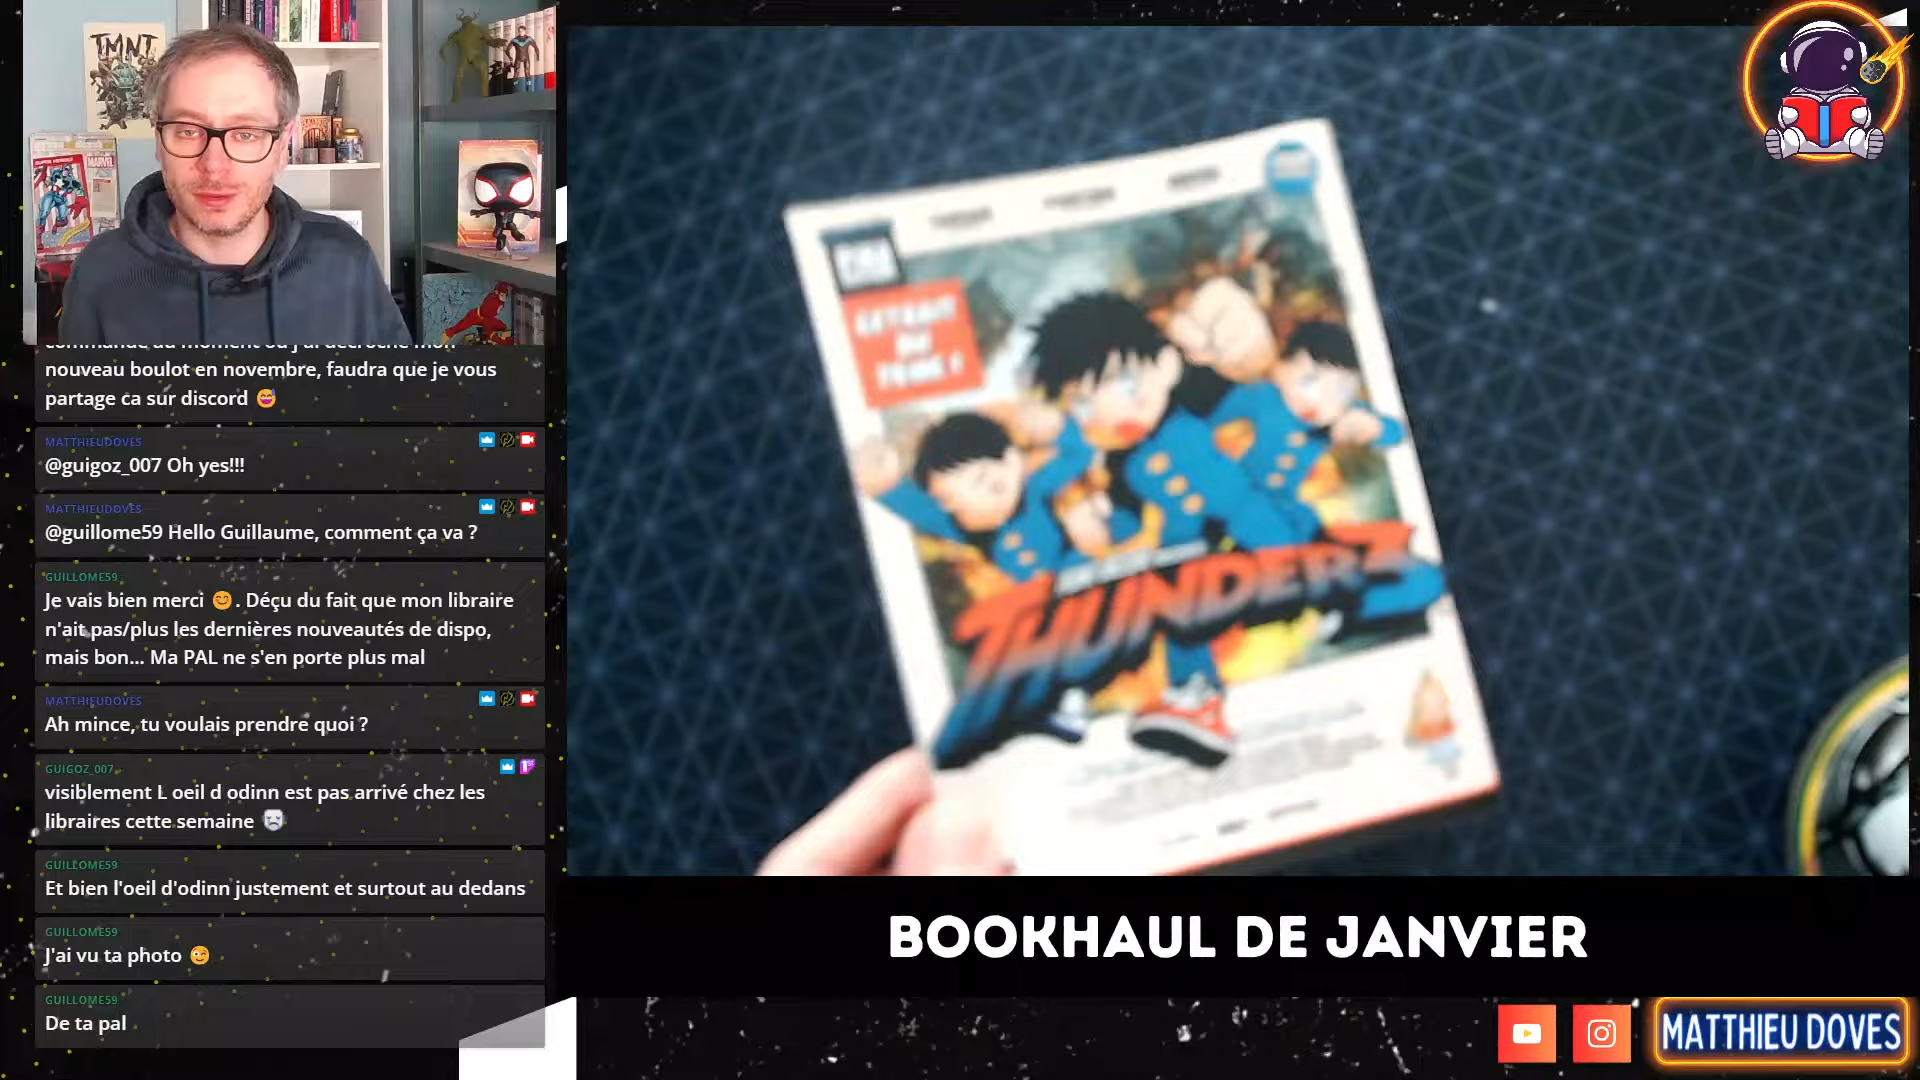 TMNT
MARVEL
nouveau boulot en novembre, faudra que je vous
partage ca sur discord 😅
MATTHIEUDOVES
@guigoz_007 Oh yes!!!
MATTHIEUDOVES
@guillome59 Hello Guillaume, comment ça va ?
GUILLOME59
Je vais bien merci 😊. Déçu du fait que mon libraire
n'ait pas/plus les dernières nouveautés de dispo,
mais bon... Ma PAL ne s'en porte plus mal
MATTHIEUDOVES
Ah mince, tu voulais prendre quoi ?
GUIGOZ_007
visiblement L oeil d odinn est pas arrivé chez les
libraires cette semaine
GUILLOME59
Et bien l'oeil d'odinn justement et surtout au dedans
GUILLOME59
J'ai vu ta photo 😉
GUILLOME59
De ta pal
EXTRAIT
DU
TOME 1
THUNDER 3
BOOKHAUL DE JANVIER
MATTHIEU DOVES